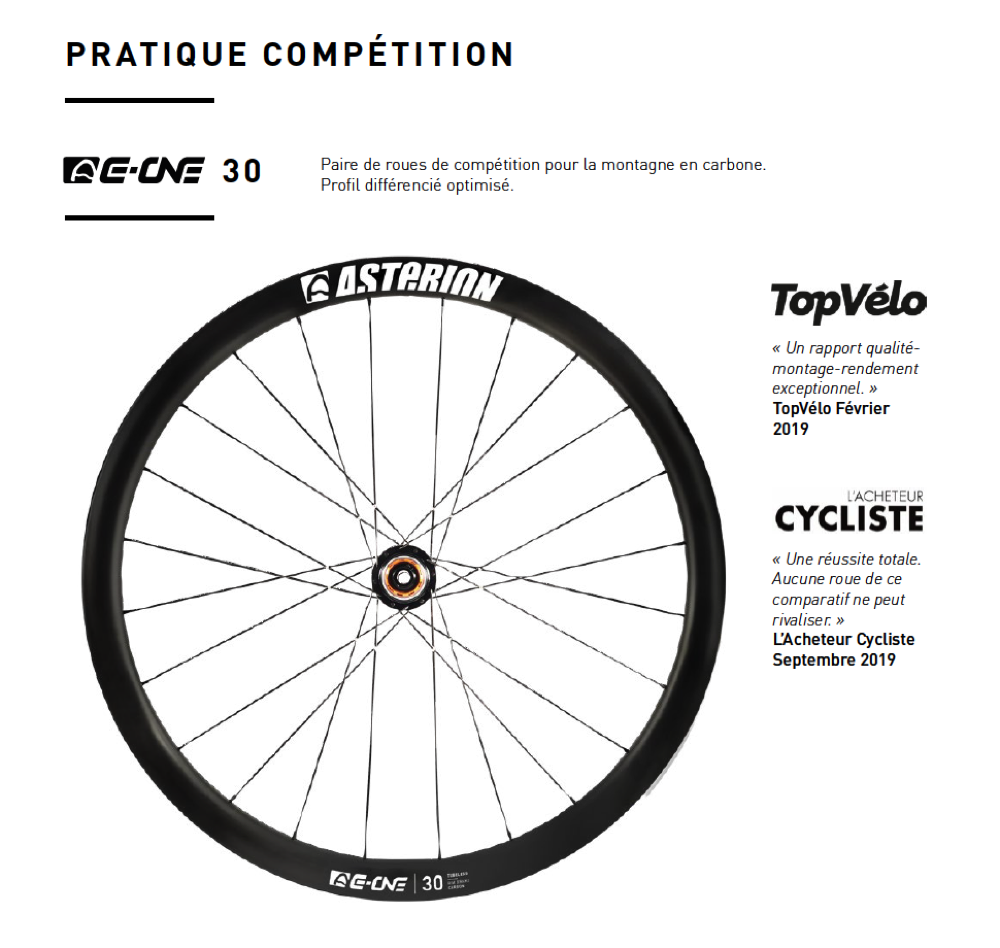 PRATIQUE COMPÉTITION
E-ONE 30
Paire de roues de compétition pour la montagne en carbone.
Profil différencié optimisé.
ASTERION
TopVélo
« Un rapport qualité-
montage-rendement
exceptionnel. »
TopVélo Février
2019
L'ACHETEUR
CYCLISTE
« Une réussite totale.
Aucune roue de ce
comparatif ne peut
rivaliser. »
L'Acheteur Cycliste
Septembre 2019
E-ONE 30 TUBELESS
CARBON